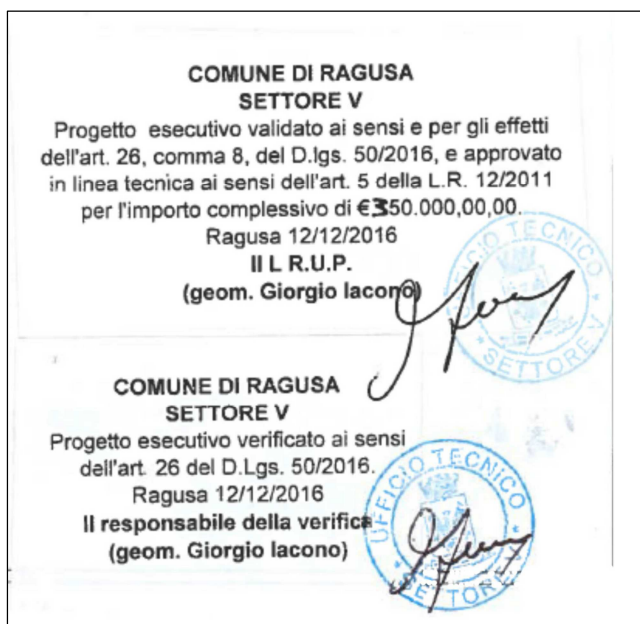 COMUNE DI RAGUSA
SETTORE V
Progetto esecutivo validato ai sensi e per gli effetti
dell'art. 26, comma 8, del D.lgs. 50/2016, e approvato
in linea tecnica ai sensi dell'art. 5 della L.R. 12/2011
per l'importo complessivo di €350.000,00,00.
Ragusa 12/12/2016
Il L R.U.P.
(geom. Giorgio Iacono)
UFFICIO TECNICO
* SETTORE V *
COMUNE DI RAGUSA
SETTORE V
Progetto esecutivo verificato ai sensi
dell'art. 26 del D.Lgs. 50/2016.
Ragusa 12/12/2016
Il responsabile della verifica
(geom. Giorgio Iacono)
UFFICIO TECNICO
* SETTORE V *